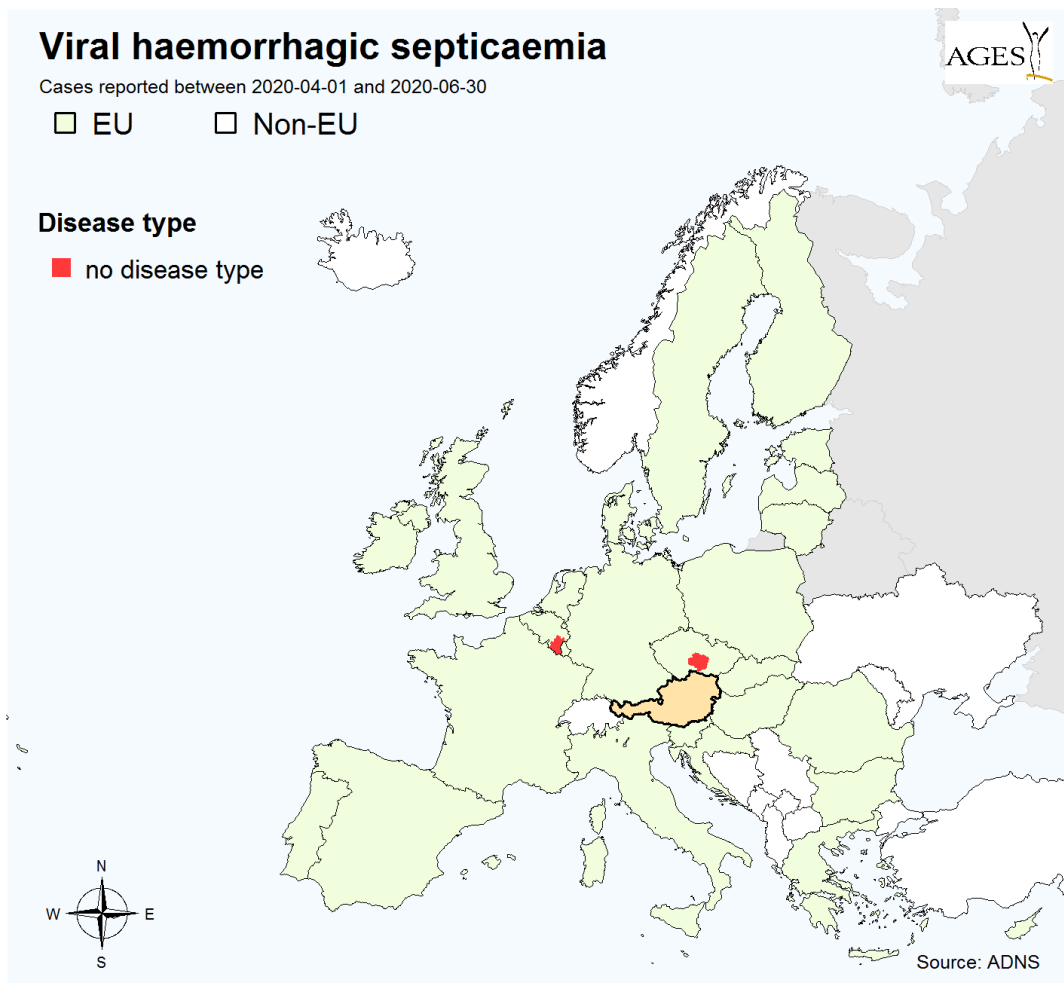 Viral haemorrhagic septicaemia
AGES
Cases reported between 2020-04-01 and 2020-06-30
EU Non-EU
Disease type
no disease type
N
W E
S
Source: ADNS